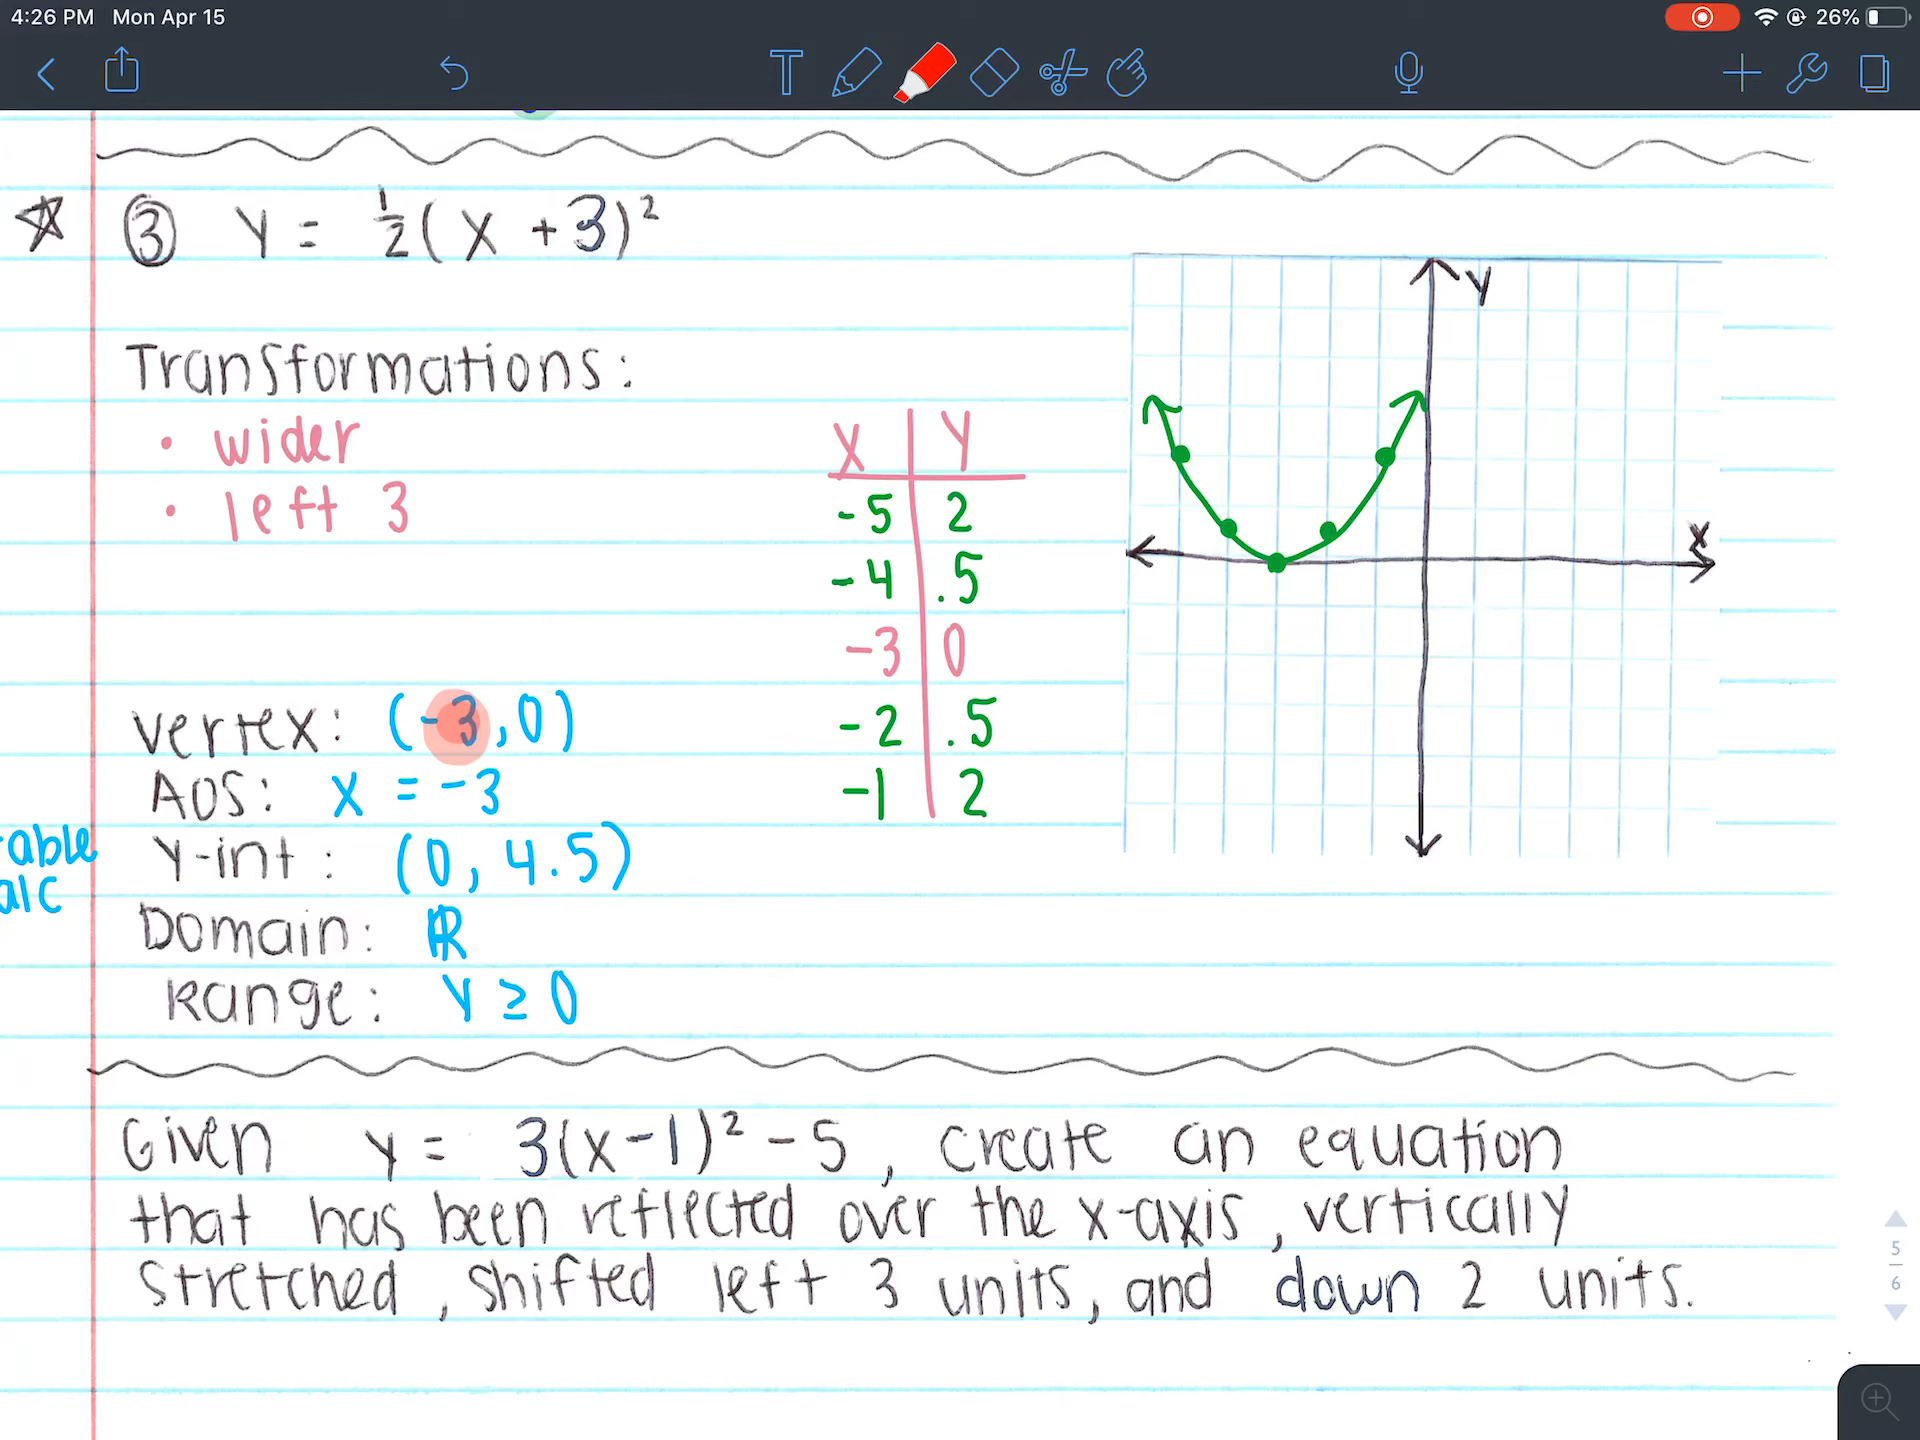 4:26 PM Mon Apr 15
26%
T
③ Y = 1/2(X + 3)²
Y
Transformations:
• wider
• left 3
X
X Y
-5 2
-4 .5
-3 0
-2 .5
-1 2
Vertex: (-3, 0)
AOS: X = -3
able
Y-int: (0, 4.5)
alc
Domain: ℝ
Range: Y ≥ 0
Given y = 3(x-1)² - 5, create an equation
that has been reflected over the x-axis, vertically
stretched, shifted left 3 units, and down 2 units.
5
6